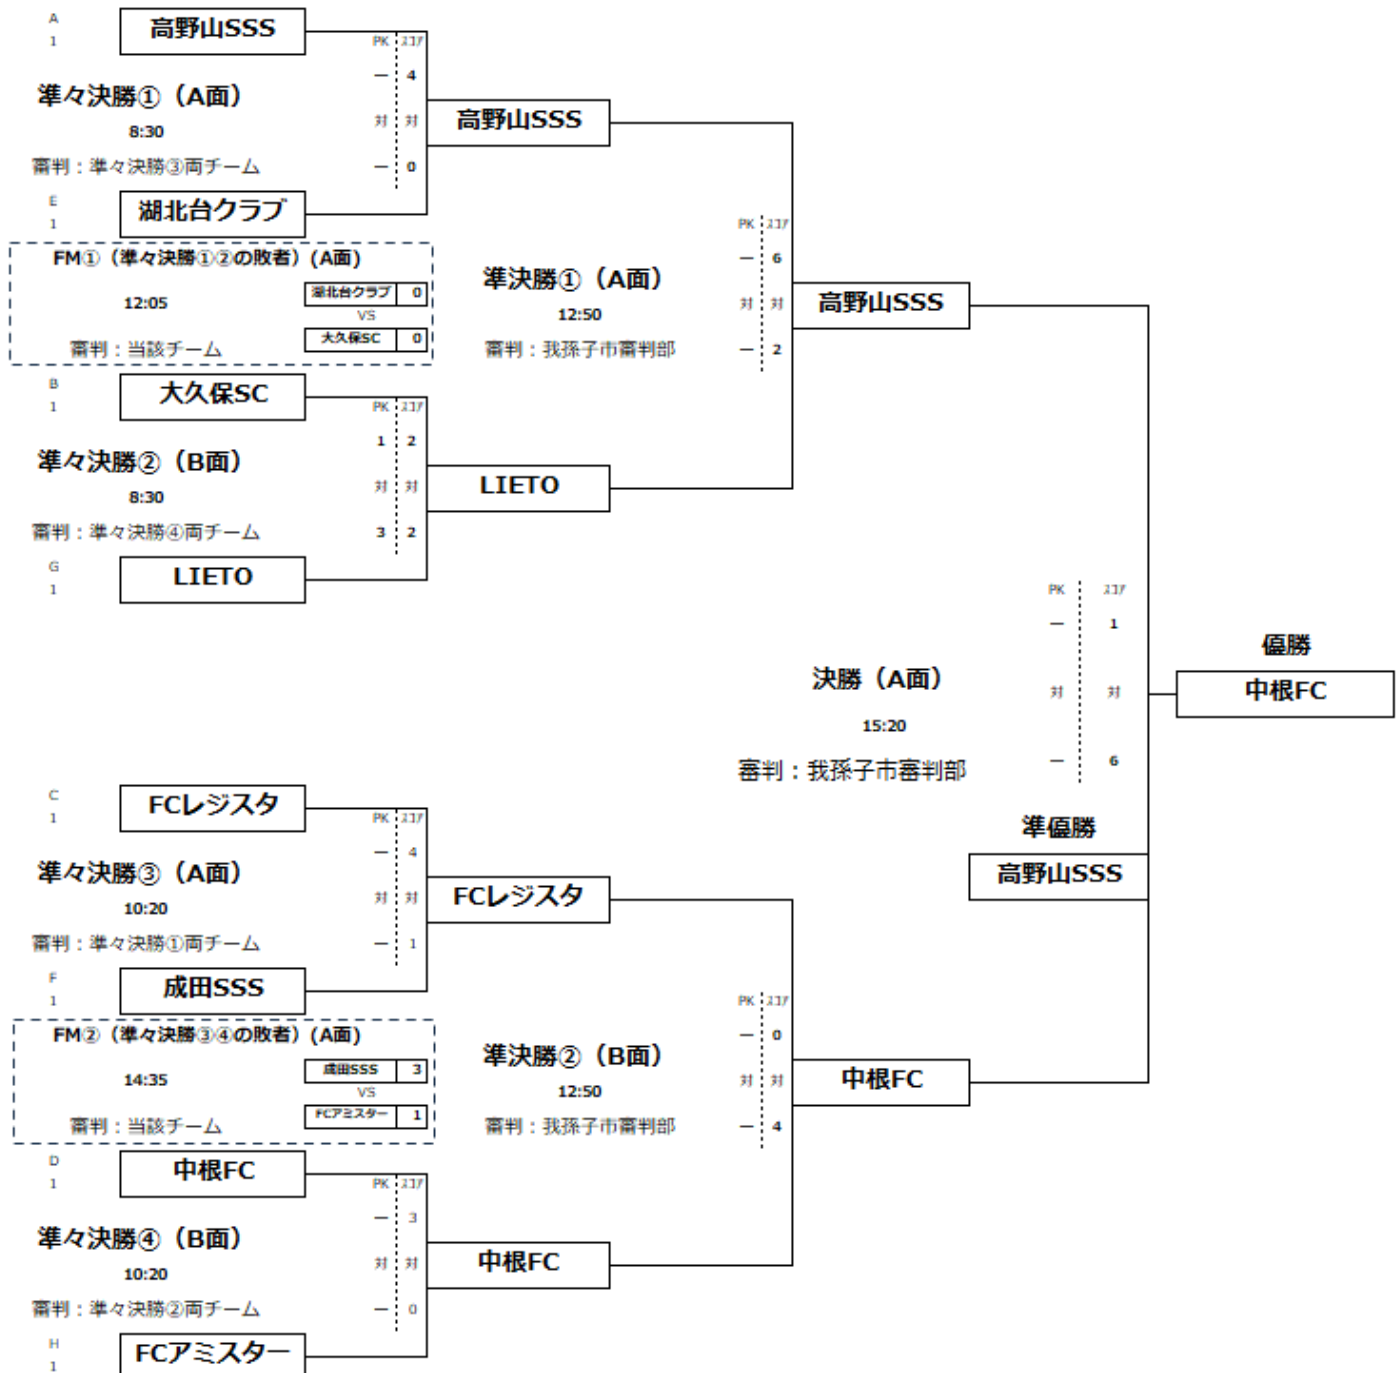 A
1
高野山SSS
PK ｽｺｱ
準々決勝①（A面）
8:30
審判：準々決勝③両チーム
— 4
対 対
— 0
高野山SSS
E
1
湖北台クラブ
FM①（準々決勝①②の敗者）(A面)
12:05
湖北台クラブ 0
VS
大久保SC 0
審判：当該チーム
準決勝①（A面）
12:50
審判：我孫子市審判部
PK ｽｺｱ
— 6
対 対
— 2
高野山SSS
B
1
大久保SC
PK ｽｺｱ
準々決勝②（B面）
8:30
審判：準々決勝④両チーム
1 2
対 対
3 2
LIETO
G
1
LIETO
決勝（A面）
15:20
審判：我孫子市審判部
PK ｽｺｱ
— 1
対 対
— 6
優勝
中根FC
準優勝
高野山SSS
C
1
FCレジスタ
PK ｽｺｱ
準々決勝③（A面）
10:20
審判：準々決勝①両チーム
— 4
対 対
— 1
FCレジスタ
F
1
成田SSS
FM②（準々決勝③④の敗者）(A面)
14:35
成田SSS 3
VS
FCアミスター 1
審判：当該チーム
準決勝②（B面）
12:50
審判：我孫子市審判部
PK ｽｺｱ
— 0
対 対
— 4
中根FC
D
1
中根FC
PK ｽｺｱ
準々決勝④（B面）
10:20
審判：準々決勝②両チーム
— 3
対 対
— 0
中根FC
H
1
FCアミスター